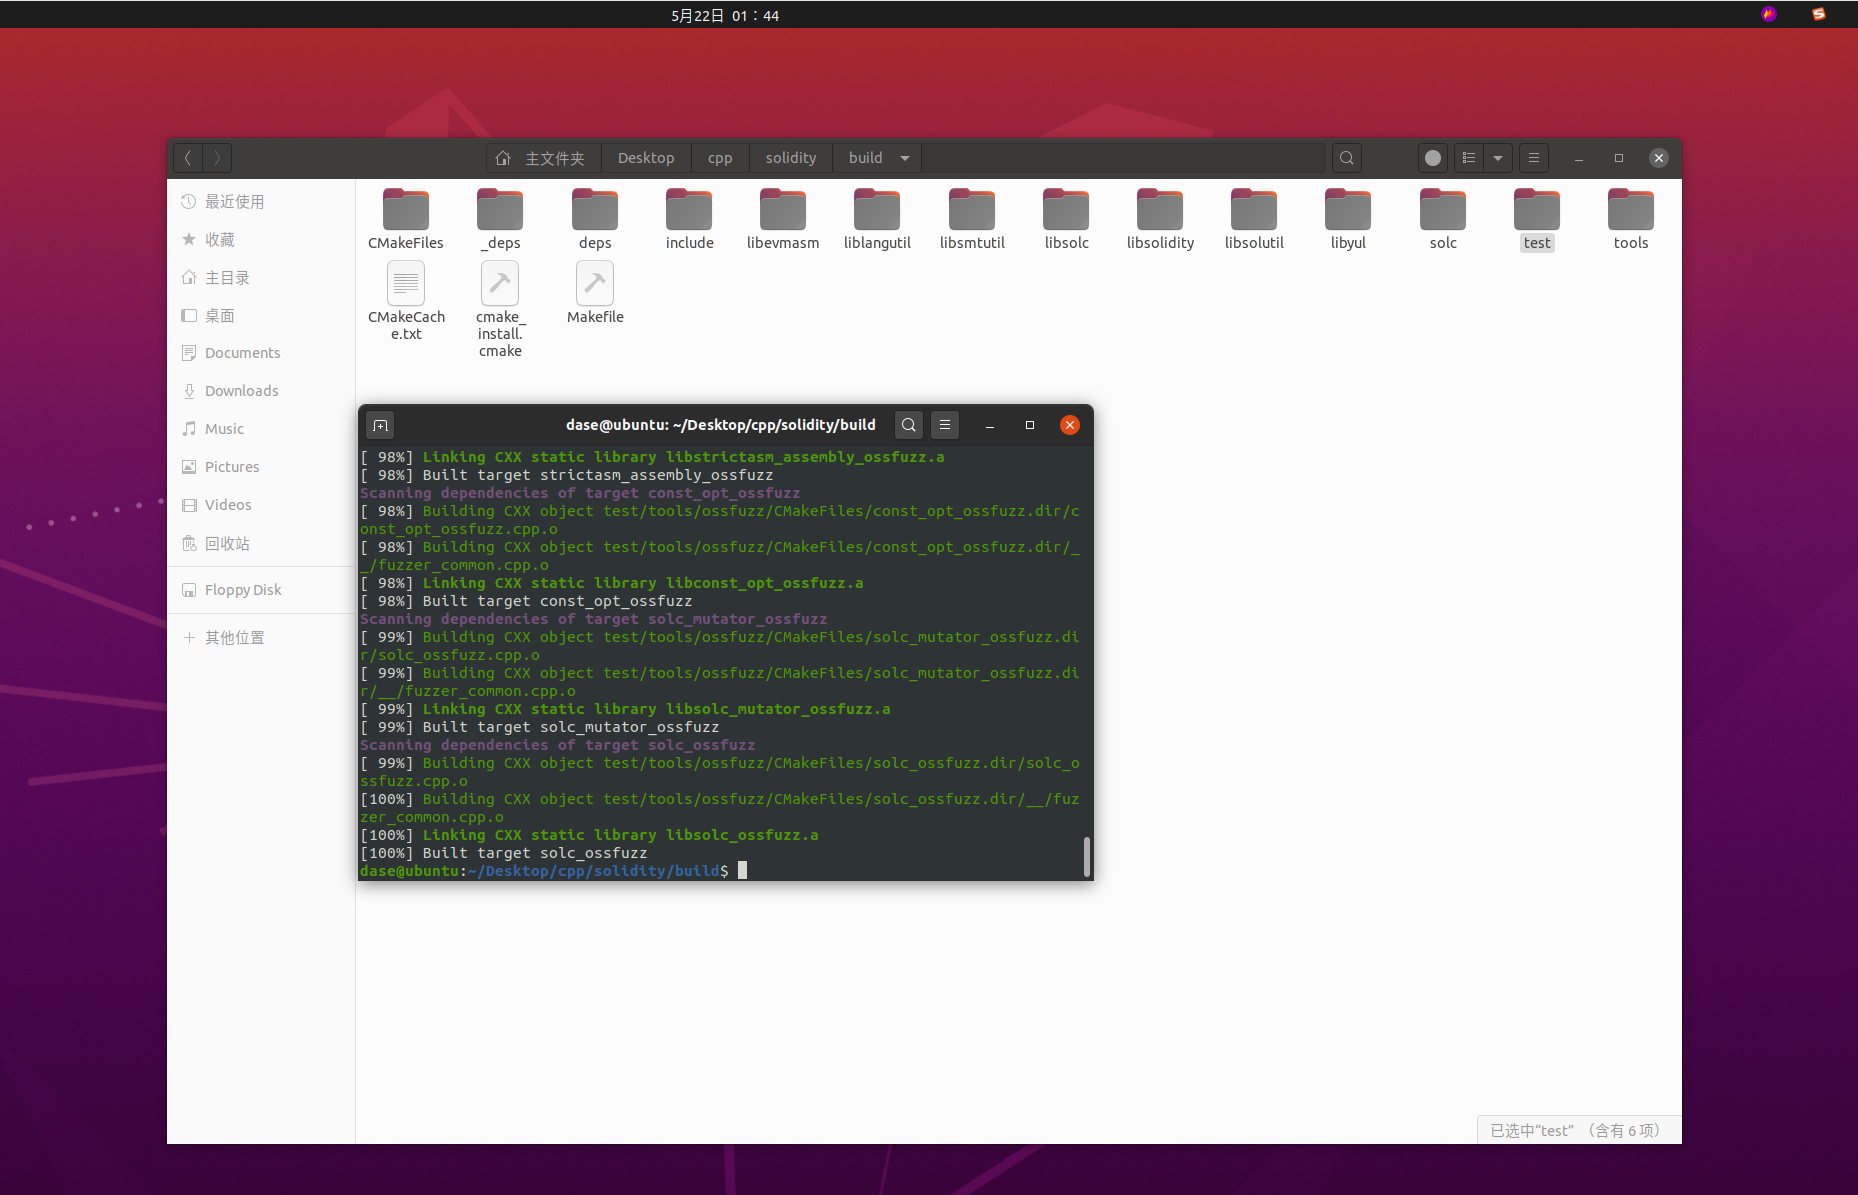 5月22日 01：44
主文件夹 Desktop cpp solidity build
最近使用
收藏
主目录
桌面
Documents
Downloads
Music
Pictures
Videos
回收站
Floppy Disk
其他位置
CMakeFiles _deps deps include libevmasm liblangutil libsmtutil libsolc libsolidity libsolutil libyul solc test tools
CMakeCach
e.txt
cmake_
install.
cmake
Makefile
dase@ubuntu: ~/Desktop/cpp/solidity/build
[ 98%] Linking CXX static library libstrictasm_assembly_ossfuzz.a
[ 98%] Built target strictasm_assembly_ossfuzz
Scanning dependencies of target const_opt_ossfuzz
[ 98%] Building CXX object test/tools/ossfuzz/CMakeFiles/const_opt_ossfuzz.dir/c
onst_opt_ossfuzz.cpp.o
[ 98%] Building CXX object test/tools/ossfuzz/CMakeFiles/const_opt_ossfuzz.dir/_
_/fuzzer_common.cpp.o
[ 98%] Linking CXX static library libconst_opt_ossfuzz.a
[ 98%] Built target const_opt_ossfuzz
Scanning dependencies of target solc_mutator_ossfuzz
[ 99%] Building CXX object test/tools/ossfuzz/CMakeFiles/solc_mutator_ossfuzz.di
r/solc_ossfuzz.cpp.o
[ 99%] Building CXX object test/tools/ossfuzz/CMakeFiles/solc_mutator_ossfuzz.di
r/__/fuzzer_common.cpp.o
[ 99%] Linking CXX static library libsolc_mutator_ossfuzz.a
[ 99%] Built target solc_mutator_ossfuzz
Scanning dependencies of target solc_ossfuzz
[ 99%] Building CXX object test/tools/ossfuzz/CMakeFiles/solc_ossfuzz.dir/solc_o
ssfuzz.cpp.o
[100%] Building CXX object test/tools/ossfuzz/CMakeFiles/solc_ossfuzz.dir/__/fuz
zer_common.cpp.o
[100%] Linking CXX static library libsolc_ossfuzz.a
[100%] Built target solc_ossfuzz
dase@ubuntu:~/Desktop/cpp/solidity/build$
已选中“test” （含有 6 项）